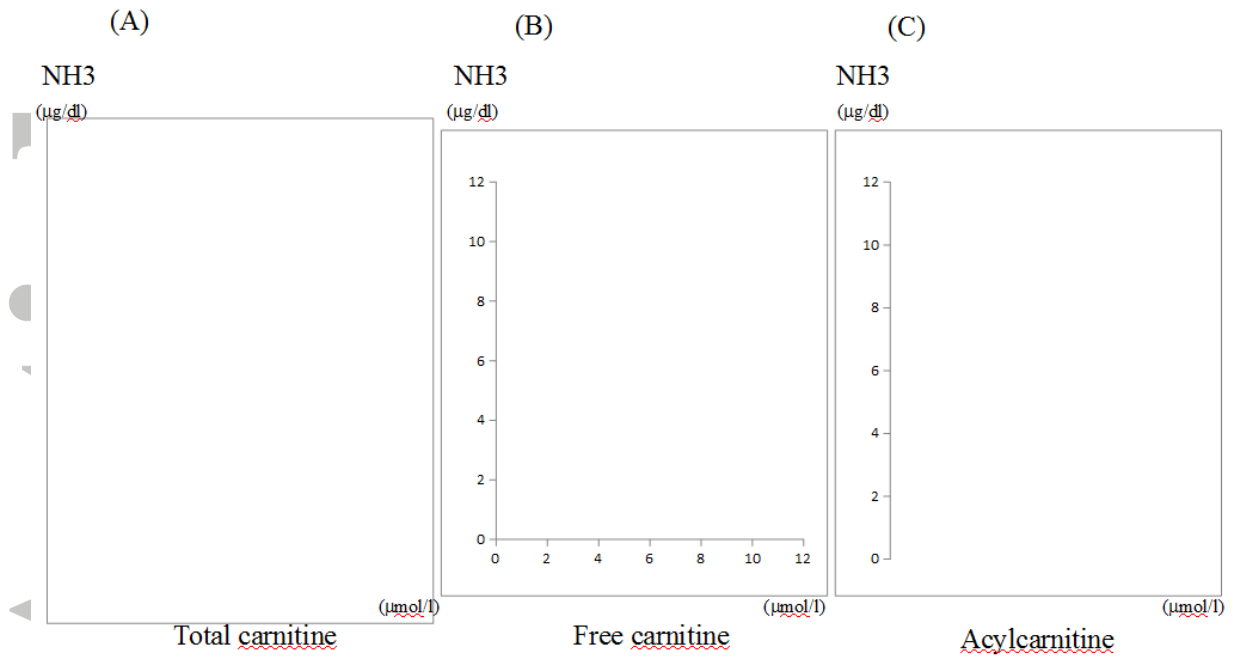 (A)
(B)
(C)
NH3
NH3
NH3
(μg/dl)
(μg/dl)
(μg/dl)
12
10
8
6
4
2
0
0 2 4 6 8 10 12
12
10
8
6
4
2
0
(μmol/l)
(μmol/l)
(μmol/l)
Total carnitine
Free carnitine
Acylcarnitine